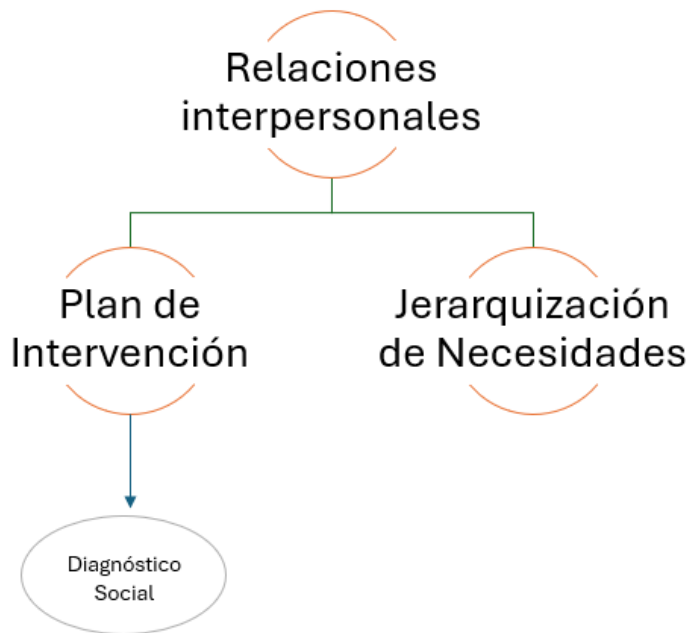 Relaciones
interpersonales
Plan de
Intervención
Jerarquización
de Necesidades
Diagnóstico
Social